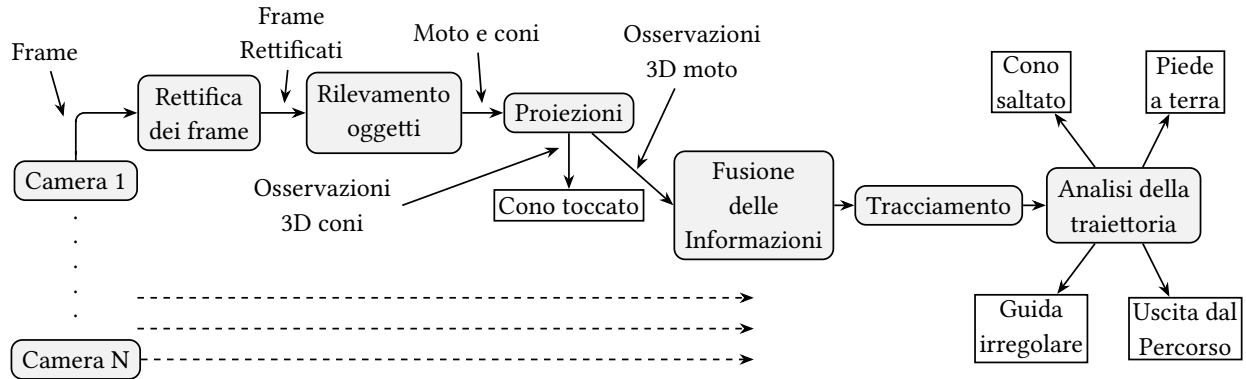 Frame
Frame
Rettificati
Moto e coni
Osservazioni
3D moto
Rettifica
dei frame
Rilevamento
oggetti
Proiezioni
Camera 1
Osservazioni
3D coni
Cono toccato
Fusione
delle
Informazioni
Tracciamento
Analisi della
traiettoria
Cono
saltato
Piede
a terra
Guida
irregolare
Uscita dal
Percorso
Camera N